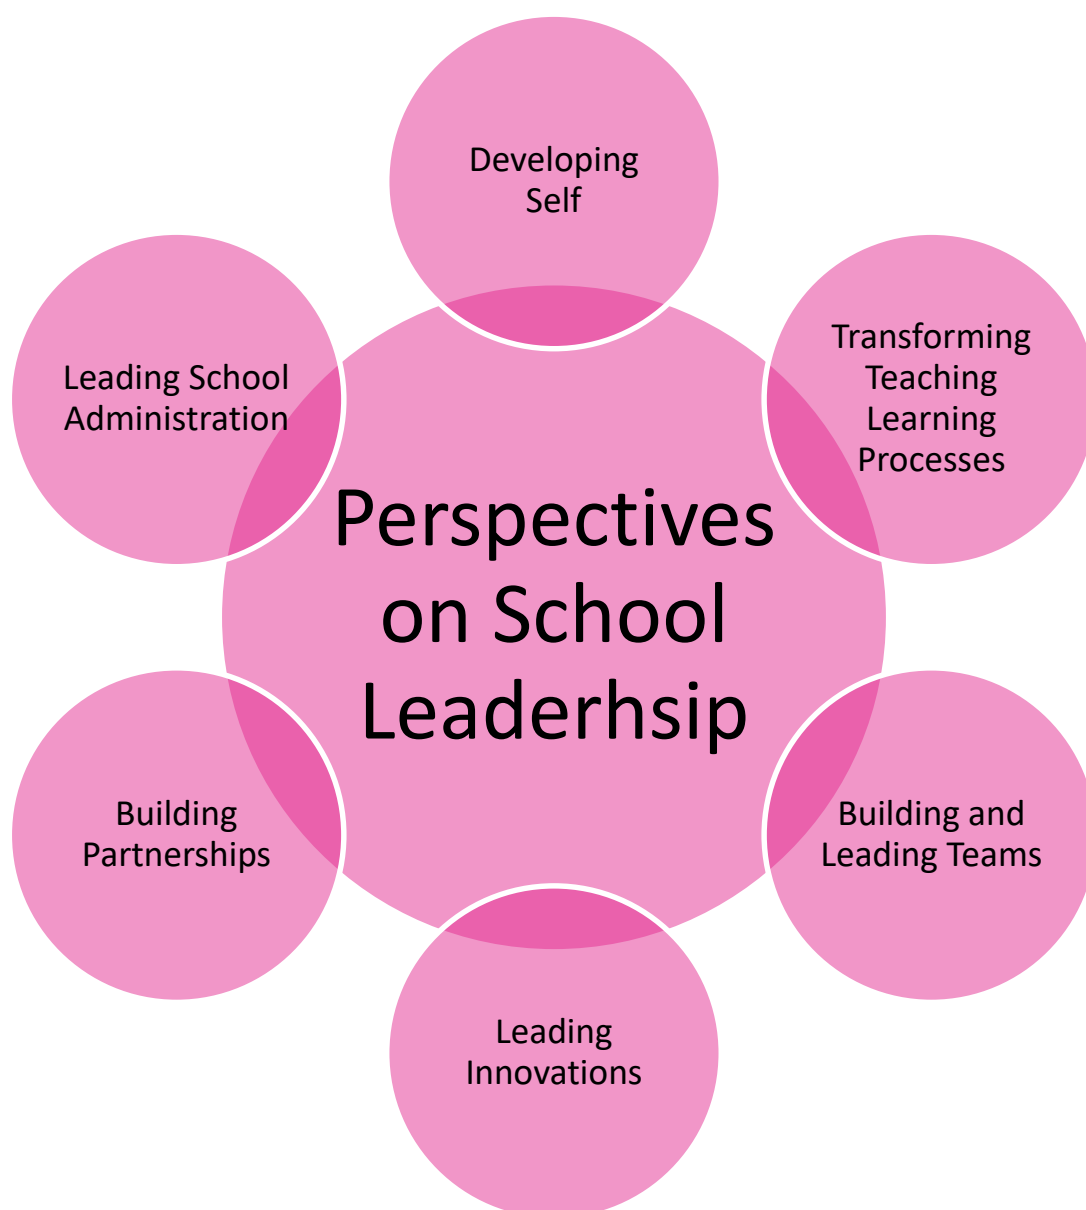 Developing
Self
Transforming
Teaching
Learning
Processes
Building and
Leading Teams
Leading
Innovations
Building
Partnerships
Leading School
Administration
Perspectives
on School
Leaderhsip